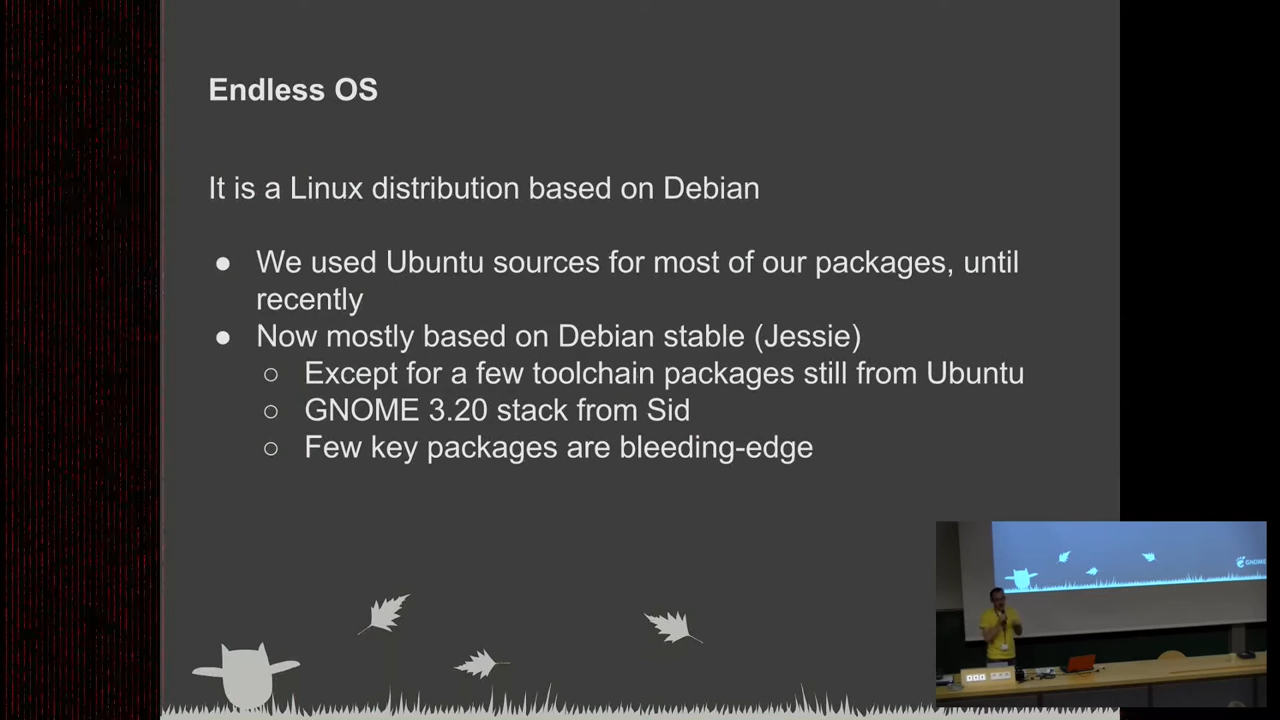 Endless OS
It is a Linux distribution based on Debian
● We used Ubuntu sources for most of our packages, until
recently
● Now mostly based on Debian stable (Jessie)
○ Except for a few toolchain packages still from Ubuntu
○ GNOME 3.20 stack from Sid
○ Few key packages are bleeding-edge
GNOME